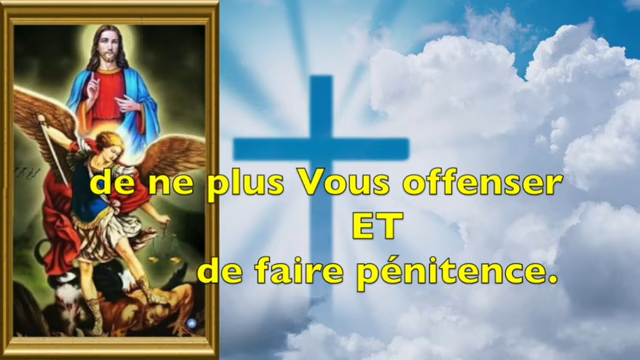 de ne plus Vous offenser
ET
de faire pénitence.